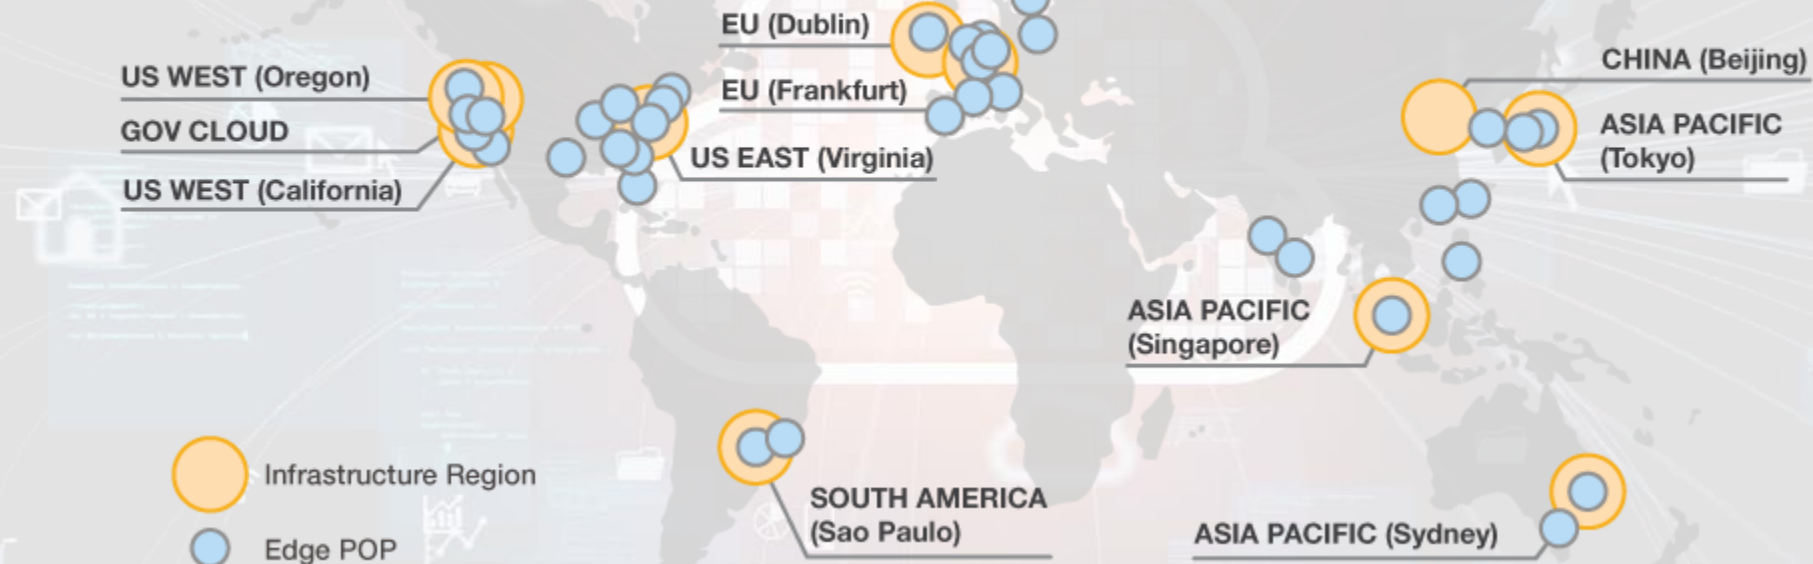 US WEST (Oregon)
GOV CLOUD
US WEST (California)
EU (Dublin)
EU (Frankfurt)
US EAST (Virginia)
CHINA (Beijing)
ASIA PACIFIC
(Tokyo)
ASIA PACIFIC
(Singapore)
SOUTH AMERICA
(Sao Paulo)
ASIA PACIFIC (Sydney)
Infrastructure Region
Edge POP